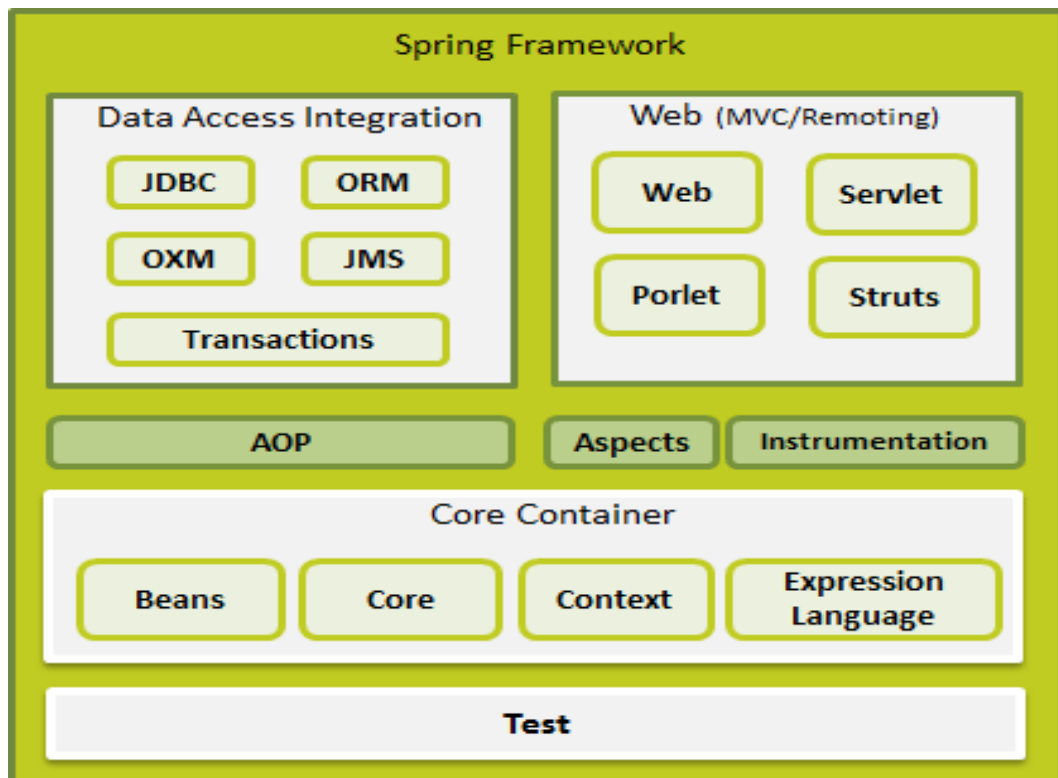 Spring Framework
Data Access Integration
JDBC
ORM
OXM
JMS
Transactions
Web (MVC/Remoting)
Web
Servlet
Porlet
Struts
AOP
Aspects
Instrumentation
Core Container
Beans
Core
Context
Expression
Language
Test